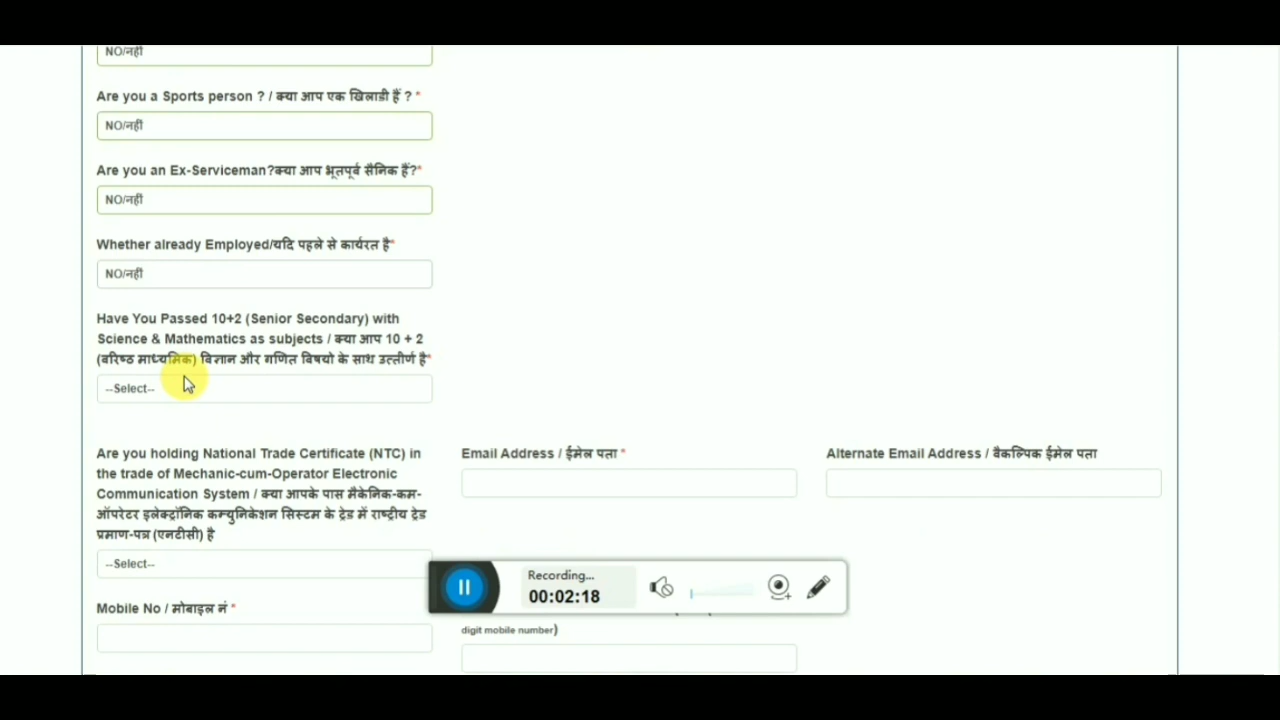 NO/नहीं
Are you a Sports person ? / क्या आप एक खिलाडी हैं ? *
NO/नहीं
Are you an Ex-Serviceman?क्या आप भूतपूर्व सैनिक हैं?*
NO/नहीं
Whether already Employed/यदि पहले से कार्यरत है*
NO/नहीं
Have You Passed 10+2 (Senior Secondary) with
Science & Mathematics as subjects / क्या आप 10 + 2
(वरिष्ठ माध्यमिक) विज्ञान और गणित विषयो के साथ उत्तीर्ण है*
--Select--
Are you holding National Trade Certificate (NTC) in
the trade of Mechanic-cum-Operator Electronic
Communication System / क्या आपके पास मैकेनिक-कम-
ऑपरेटर इलेक्ट्रॉनिक कम्युनिकेशन सिस्टम के ट्रेड में राष्ट्रीय ट्रेड
प्रमाण-पत्र (एनटीसी) है
--Select--
Email Address / ईमेल पता *
Alternate Email Address / वैकल्पिक ईमेल पता
Recording...
00:02:18
Mobile No / मोबाइल नं *
digit mobile number)